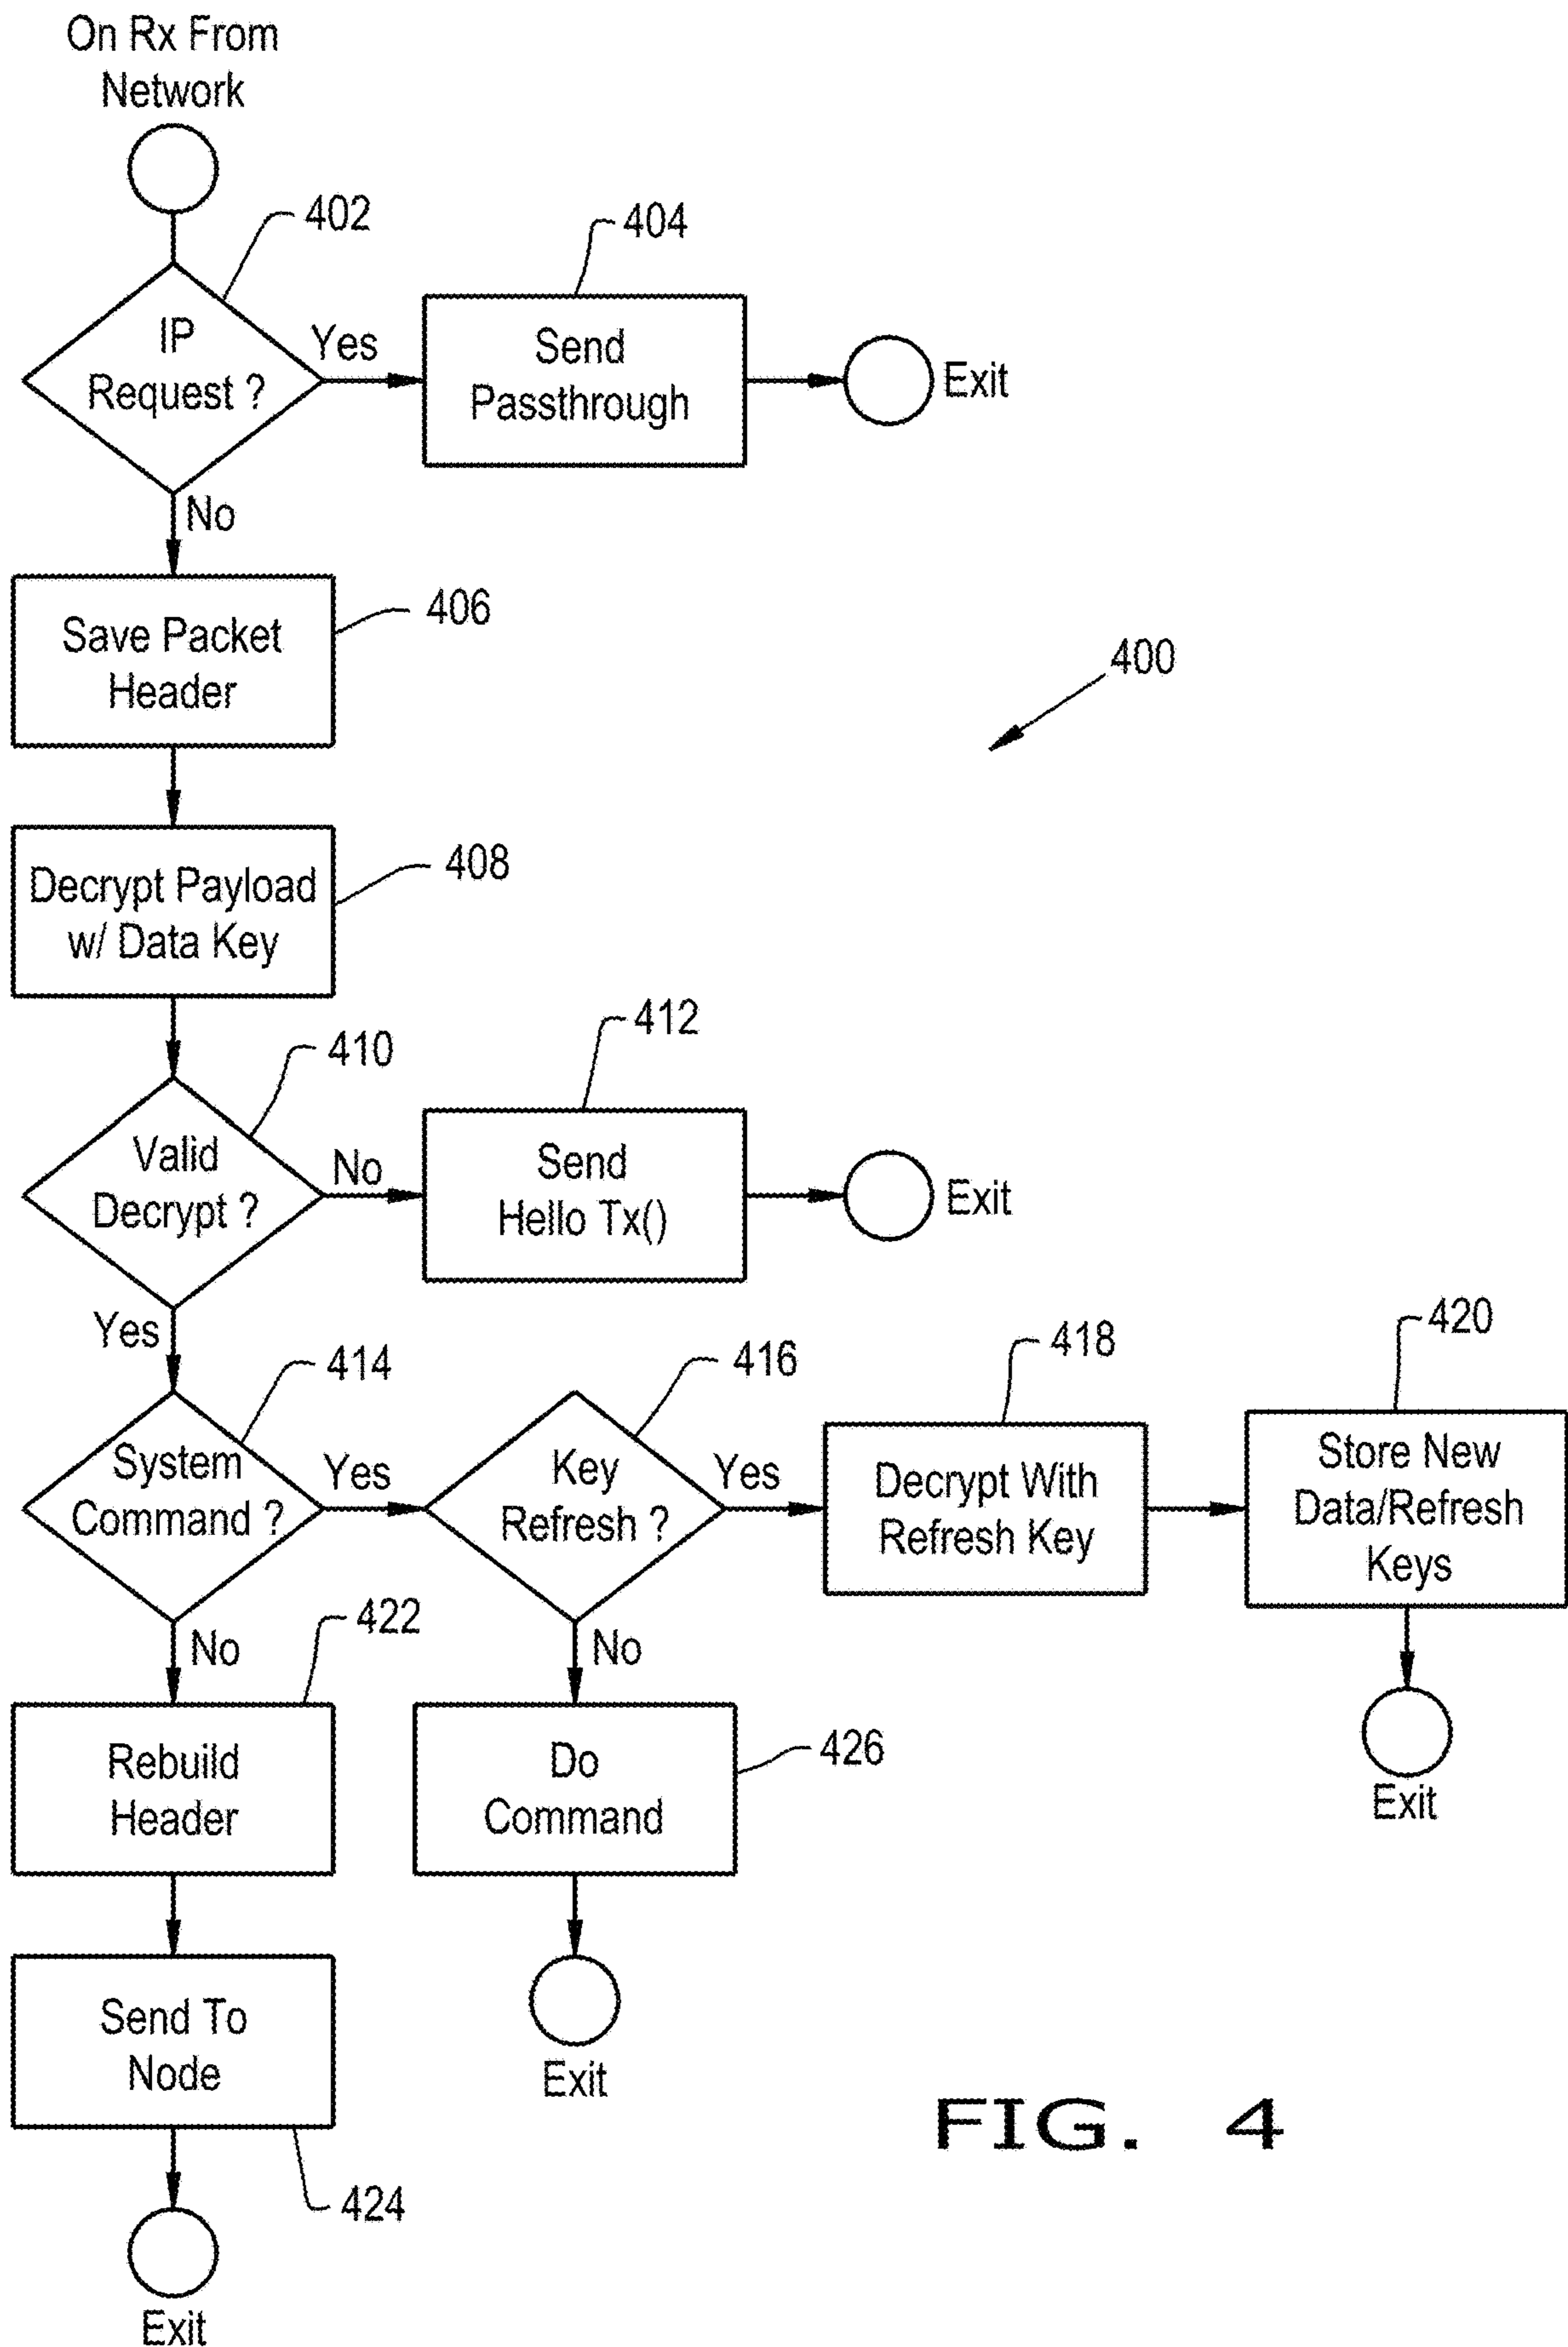 On Rx From
Network
402
IP
Request ?
Yes
404
Send
Passthrough
Exit
No
406
Save Packet
Header
400
408
Decrypt Payload
w/ Data Key
410
Valid
Decrypt ?
No
412
Send
Hello Tx()
Exit
Yes
414
System
Command ?
Yes
416
Key
Refresh ?
Yes
418
Decrypt With
Refresh Key
420
Store New
Data/Refresh
Keys
Exit
No
422
Rebuild
Header
No
426
Do
Command
Exit
Send To
Node
424
Exit
FIG. 4